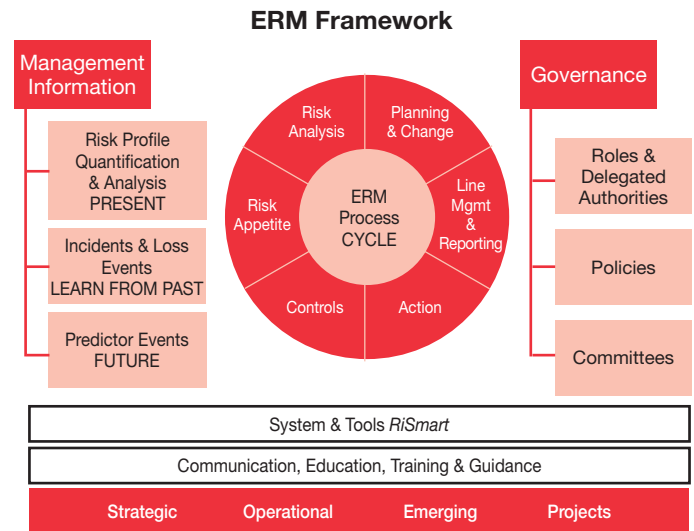 ERM Framework
Management
Information
Risk Profile
Quantification
& Analysis
PRESENT
Incidents & Loss
Events
LEARN FROM PAST
Predictor Events
FUTURE
Risk
Analysis
Planning
& Change
Risk
Appetite
ERM
Process
CYCLE
Line
Mgmt
&
Reporting
Controls
Action
Governance
Roles &
Delegated
Authorities
Policies
Committees
System & Tools RiSmart
Communication, Education, Training & Guidance
Strategic Operational Emerging Projects